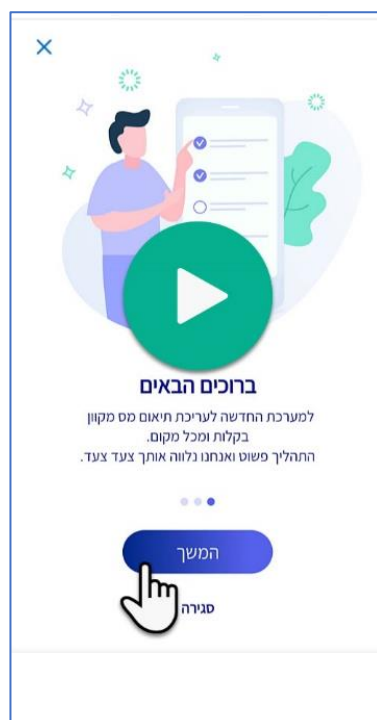 ברוכים הבאים
למערכת החדשה לעריכת תיאום מס מקוון
בקלות ומכל מקום.
התהליך פשוט ואנחנו נלווה אותך צעד צעד.
המשך
סגירה